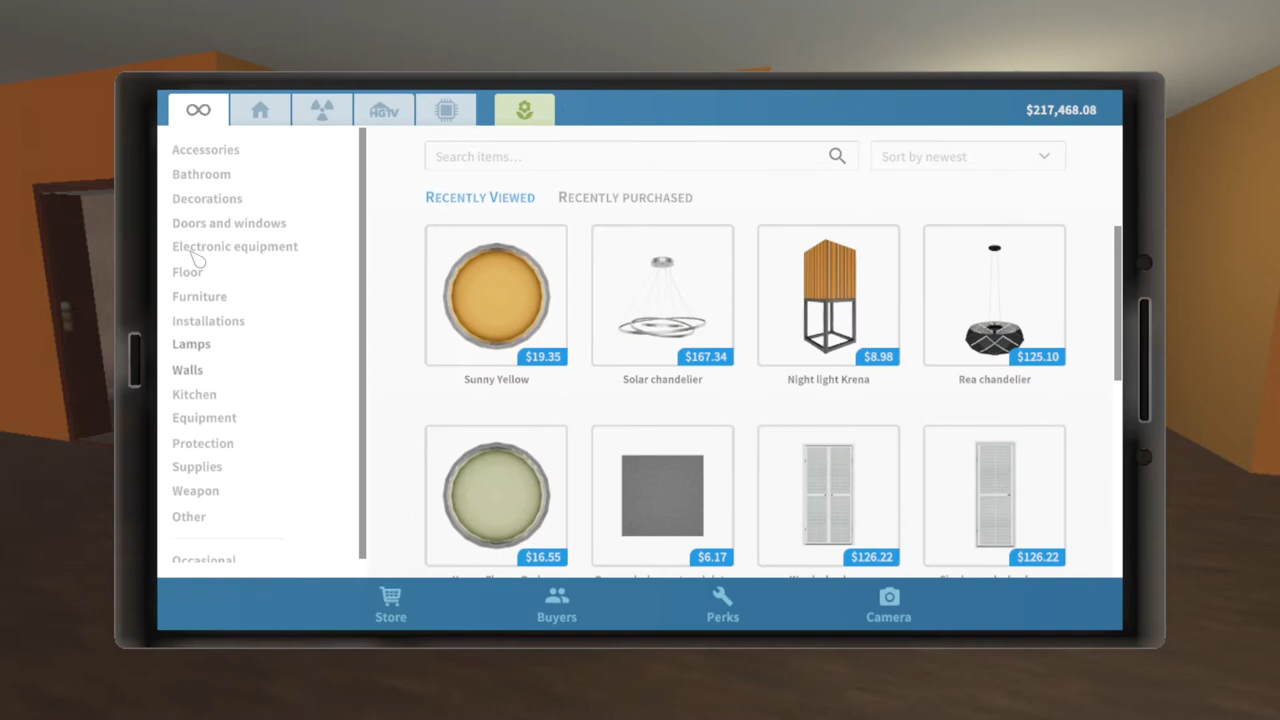 HGTV
$217,468.08
Accessories
Bathroom
Decorations
Doors and windows
Electronic equipment
Floor
Furniture
Installations
Lamps
Walls
Kitchen
Equipment
Protection
Supplies
Weapon
Other
Occasional
Search items...
Sort by newest
RECENTLY VIEWED
RECENTLY PURCHASED
$19.35
$167.34
$8.98
$125.10
Sunny Yellow
Solar chandelier
Night light Krena
Rea chandelier
$16.55
$6.17
$126.22
$126.22
Store
Buyers
Perks
Camera